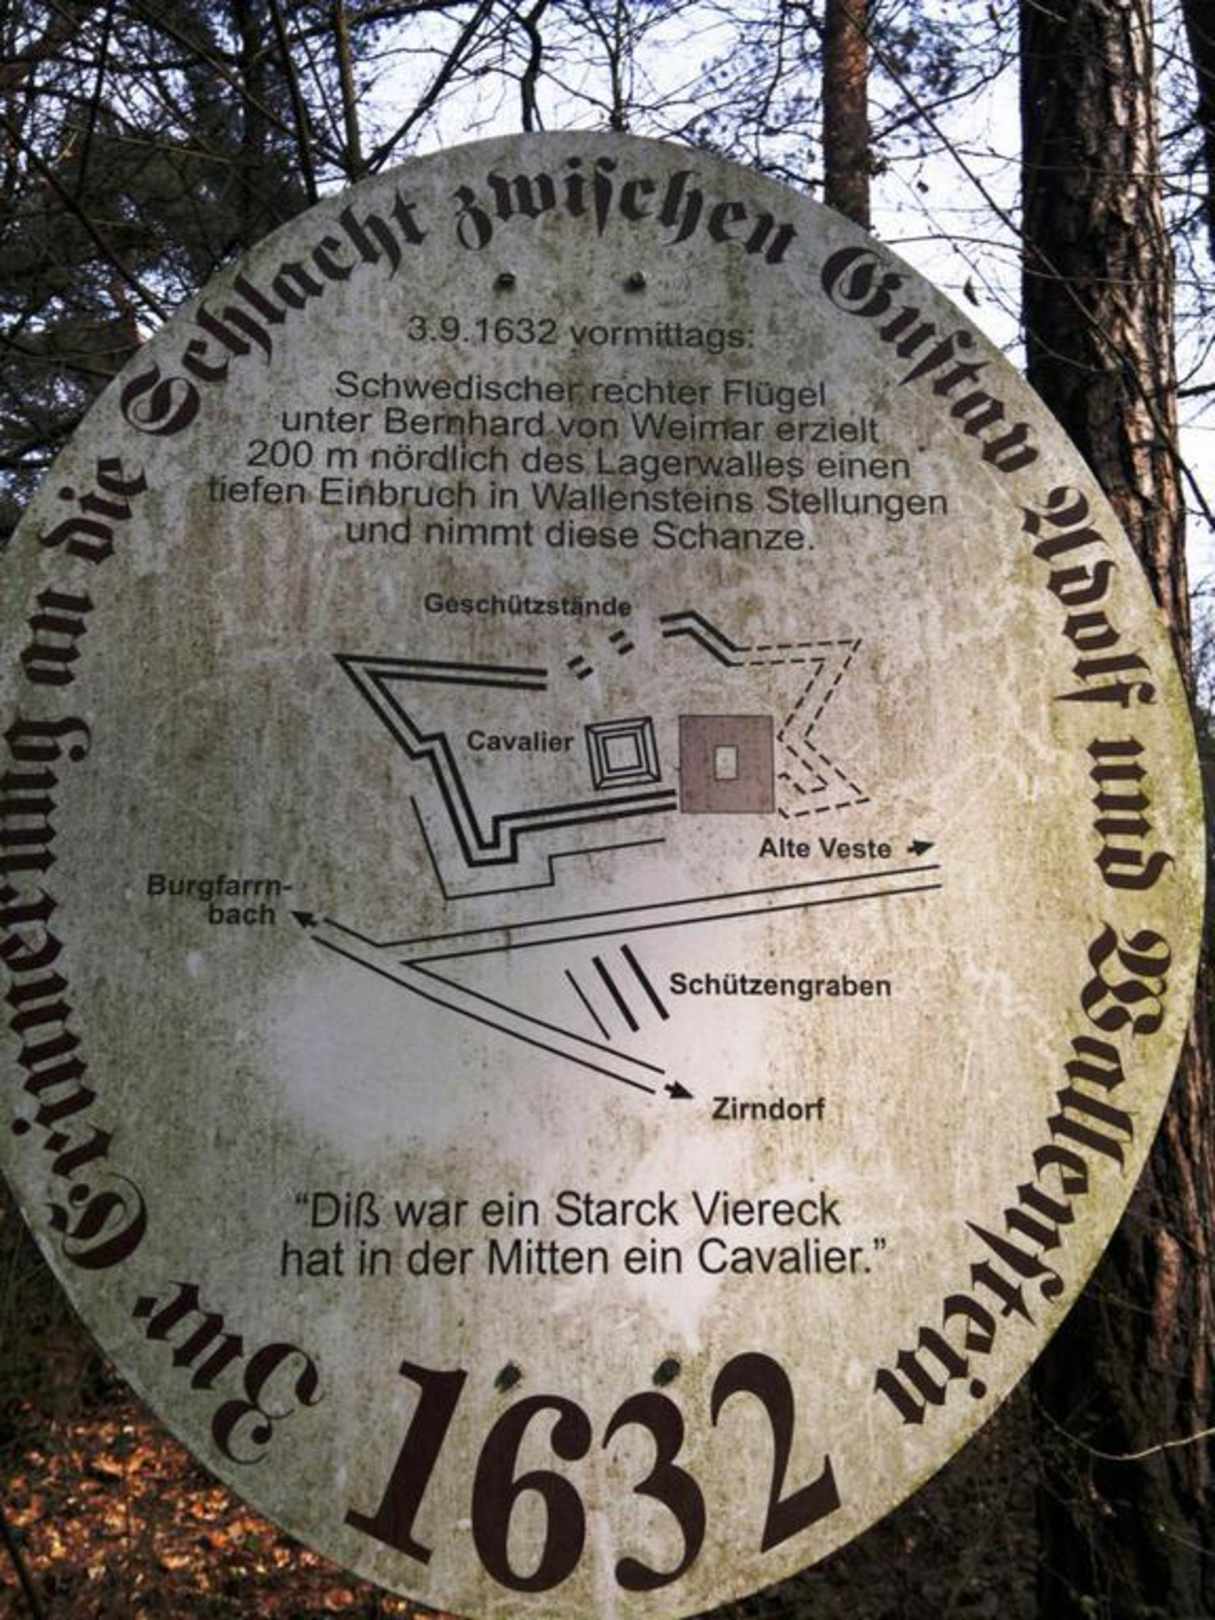 Zur Erinnerung an die Schlacht zwischen Gustav Adolf und Wallenstein
3.9.1632 vormittags:
Schwedischer rechter Flügel
unter Bernhard von Weimar erzielt
200 m nördlich des Lagerwalles einen
tiefen Einbruch in Wallensteins Stellungen
und nimmt diese Schanze.
Geschützstände
Cavalier
Alte Veste
Burgfarrn-
bach
Schützengraben
Zirndorf
“Diß war ein Starck Viereck
hat in der Mitten ein Cavalier.”
1632